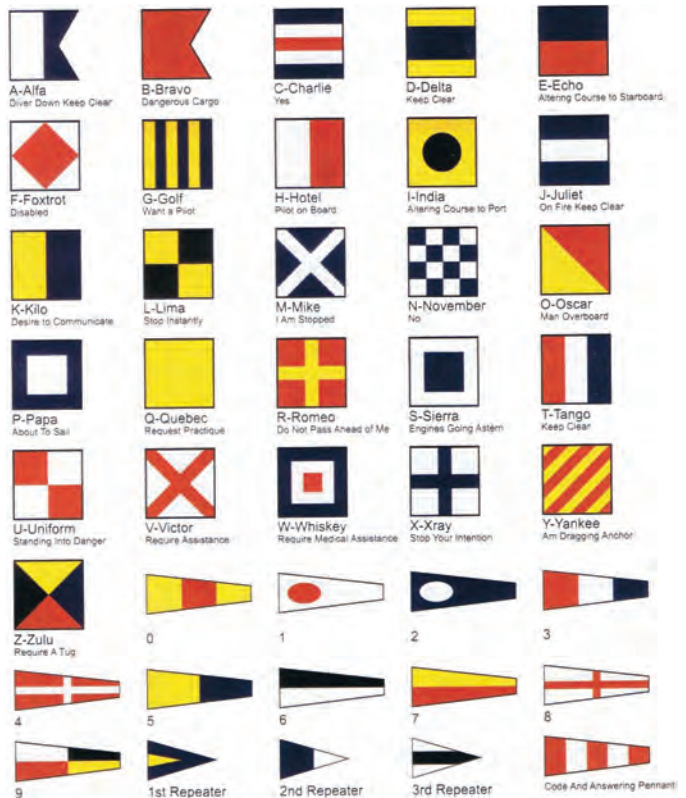 A-Alfa
Diver Down Keep Clear
B-Bravo
Dangerous Cargo
C-Charlie
Yes
D-Delta
Keep Clear
E-Echo
Altering Course to Starboard
F-Foxtrot
Disabled
G-Golf
Want a Pilot
H-Hotel
Pilot on Board
I-India
Altering Course to Port
J-Juliet
On Fire Keep Clear
K-Kilo
Desire to Communicate
L-Lima
Stop Instantly
M-Mike
I Am Stopped
N-November
No
O-Oscar
Man Overboard
P-Papa
About To Sail
Q-Quebec
Request Practique
R-Romeo
Do Not Pass Ahead of Me
S-Sierra
Engines Going Astern
T-Tango
Keep Clear
U-Uniform
Standing Into Danger
V-Victor
Require Assistance
W-Whiskey
Require Medical Assistance
X-Xray
Stop Your Intention
Y-Yankee
Am Dragging Anchor
Z-Zulu
Require A Tug
0
1
2
3
4
5
6
7
8
9
1st Repeater
2nd Repeater
3rd Repeater
Code And Answering Pennant